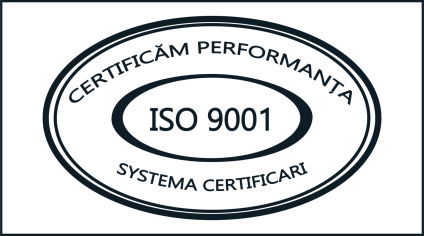 CERTIFICĂM PERFORMANȚA
ISO 9001
SYSTEMA CERTIFICARI